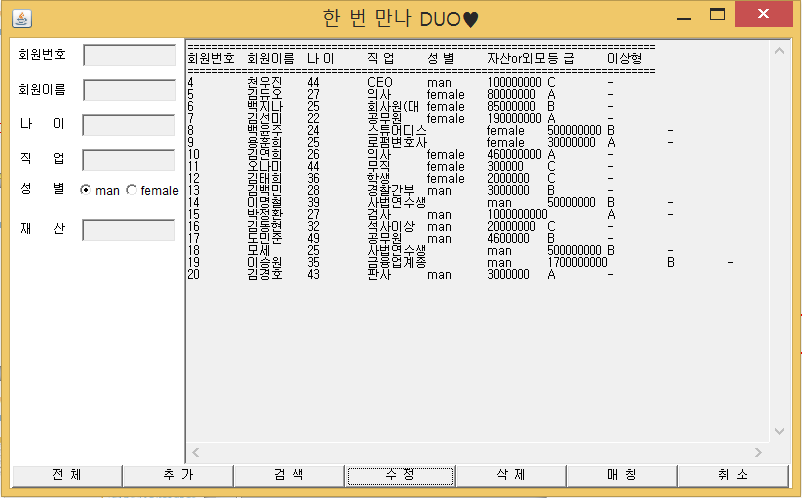 한 번 만나 DUO♥
회원번호
회원이름
나 이
직 업
성 별 man female
재 산
================================================================
회원번호 회원이름 나 이 직 업 성 별 자산or외모등 급 이상형
================================================================
4 천우진 44 CEO man 100000000 C -
5 김듀오 27 의사 female 80000000 A -
6 백지나 25 회사원(대 female 85000000 B -
7 김선미 22 공무원 female 190000000 A -
8 백윤주 24 스튜어디스 female 500000000 B -
9 용훈희 25 로펌변호사 female 30000000 A -
10 김연희 26 의사 female 460000000 A -
11 오나미 44 무직 female 300000 C -
12 김태희 36 학생 female 2000000 C -
13 김백민 28 경찰간부 man 3000000 B -
14 이명철 39 사법연수생 man 50000000 B -
15 박정환 27 검사 man 1000000000 A -
16 김동현 32 석사이상 man 20000000 C -
17 도민준 49 공무원 man 4600000 B -
18 모세 25 사법연수생 man 500000000 B -
19 이승원 35 금융업계종 man 1700000000 B -
20 김경호 43 판사 man 3000000 A -
전 체 추 가 검 색 수 정 삭 제 매 칭 취 소